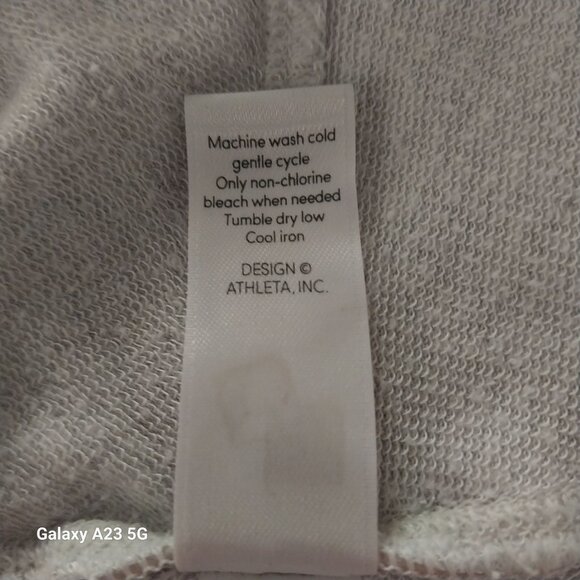 Machine wash cold
gentle cycle
Only non-chlorine
bleach when needed
Tumble dry low
Cool iron
DESIGN ©
ATHLETA, INC.
Galaxy A23 5G